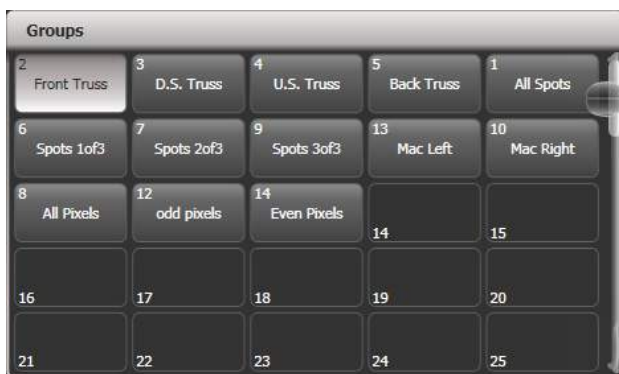 Groups
2 3 4 5 1
Front Truss D.S. Truss U.S. Truss Back Truss All Spots
6 7 9 13 10
Spots 1of3 Spots 2of3 Spots 3of3 Mac Left Mac Right
8 12 14
All Pixels odd pixels Even Pixels
14 15
16 17 18 19 20
21 22 23 24 25